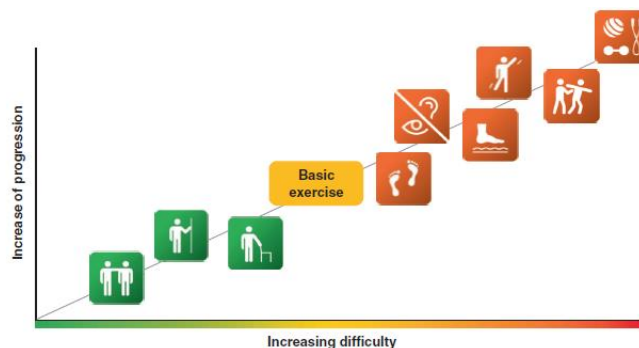 Increase of progression
Basic
exercise
Increasing difficulty